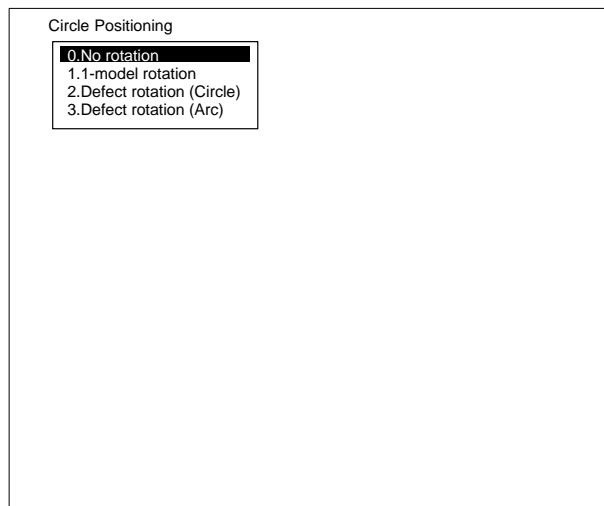 Circle Positioning
0.No rotation
1.1-model rotation
2.Defect rotation (Circle)
3.Defect rotation (Arc)